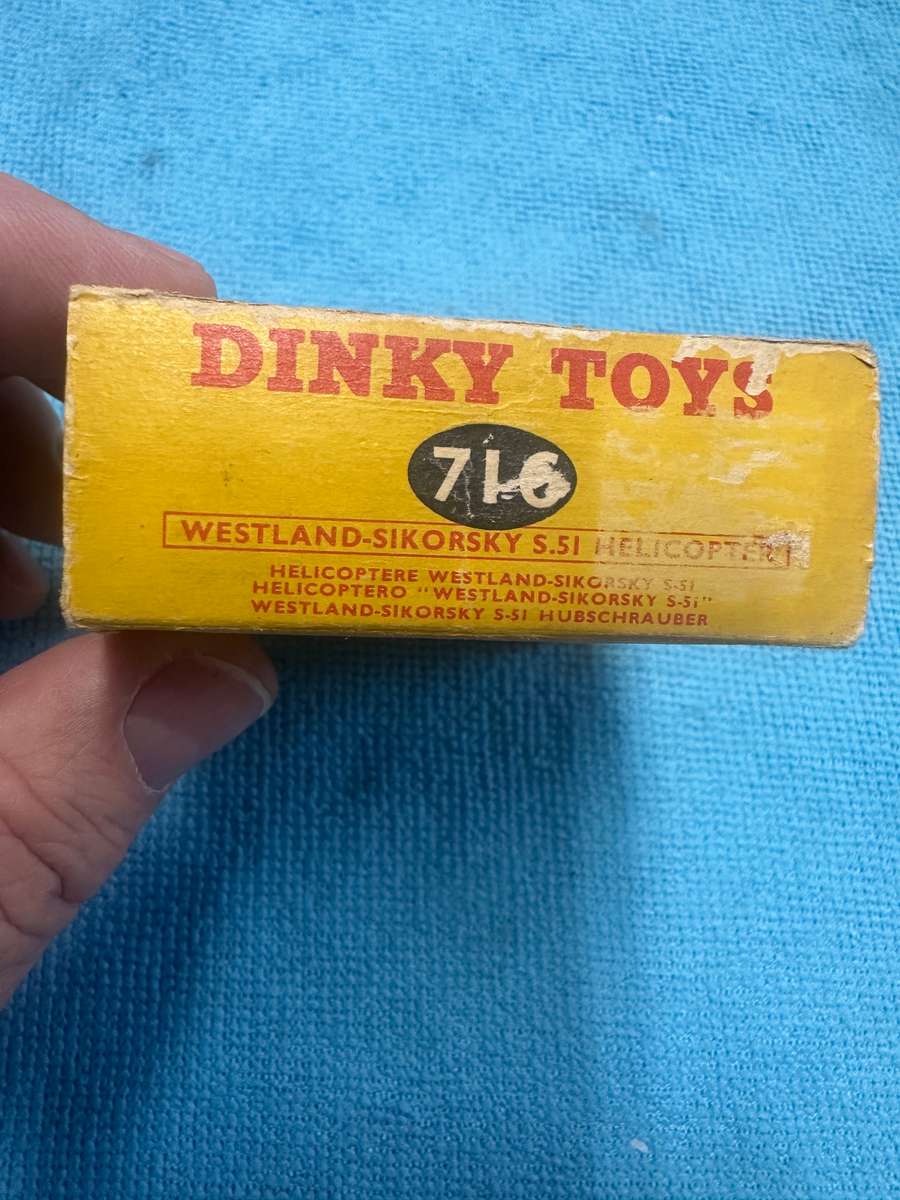 DINKY TOYS
716
WESTLAND-SIKORSKY S.51 HELICOPTER
HELICOPTERE WESTLAND-SIKORSKY S-51
HELICOPTERO "WESTLAND-SIKORSKY S-51"
WESTLAND-SIKORSKY S-51 HUBSCHRAUBER